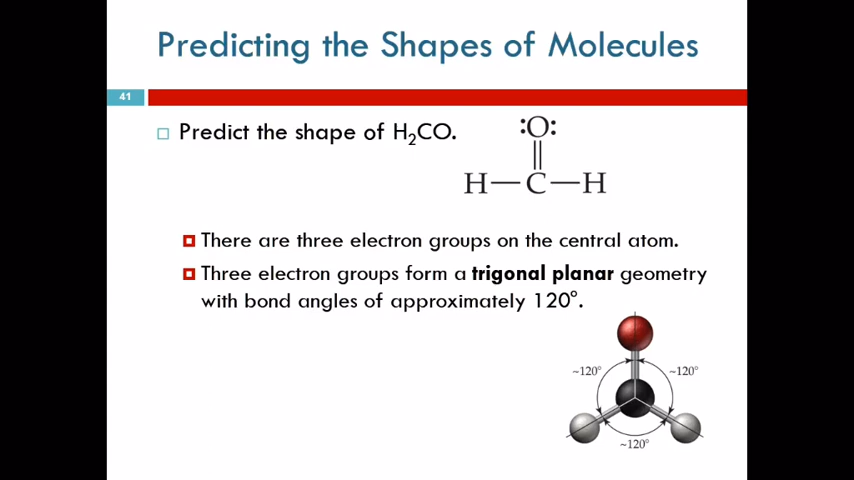 Predicting the Shapes of Molecules
41
Predict the shape of H₂CO.
:O:
H—C—H
There are three electron groups on the central atom.
Three electron groups form a trigonal planar geometry
with bond angles of approximately 120°.
~120° ~120°
~120°